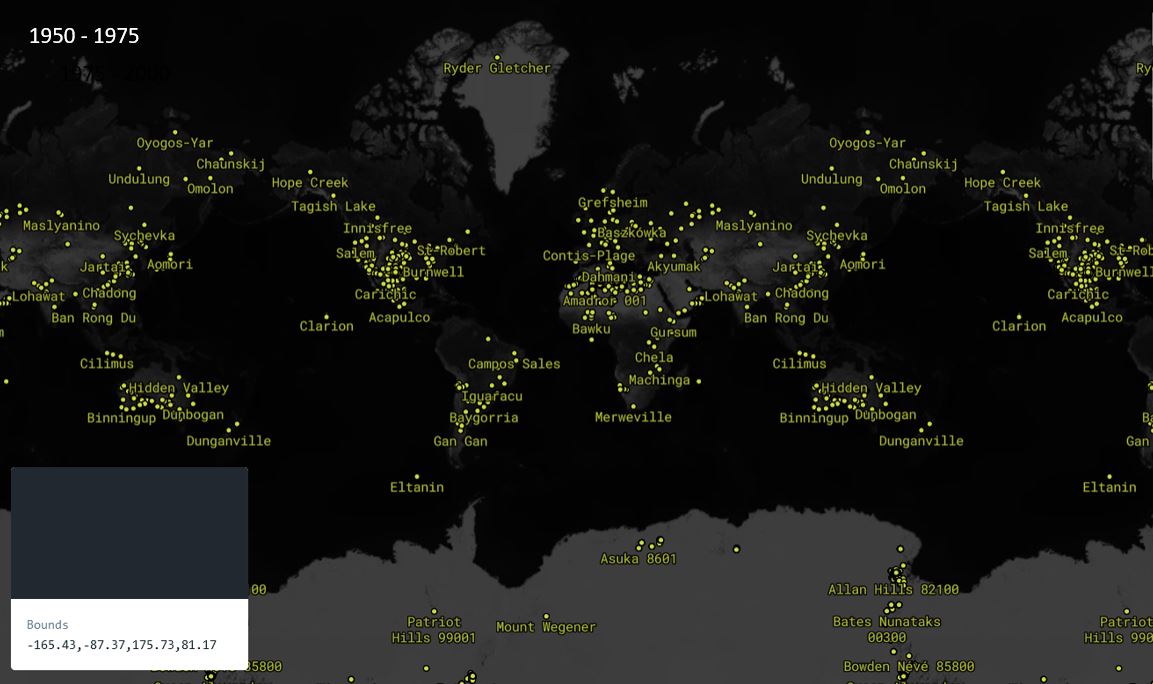 1950 - 1975
1975 - 2000
Ryder Gletcher
Ry
Oyogos-Yar
Oyogos-Yar
Chaunskij
Chaunskij
Undulung
Omolon
Hope Creek
Undulung
Omolon
Hope Creek
Tagish Lake
Grefsheim
Tagish Lake
Maslyanino
Innisfree
Maslyanino
Innisfree
Sychevka
Baszkówka
Sychevka
Salem
St-Robert
Contis-Plage
Salem
k
Jartai
Aomori
Burnwell
Akyumak
Jartai
Aomori
Burnwell
Dahmani
Lohawat
Chadong
Carichic
Amadror 001
Lohawat
Chadong
Carichic
Ban Rong Du
Acapulco
Ban Rong Du
Acapulco
Clarion
Bawku
Gursum
Clarion
Cilimus
Campos Sales
Chela
Cilimus
Hidden Valley
Machinga
Hidden Valley
Iguaracu
Binningup
Dunbogan
Baygorria
Merweville
Binningup
Dunbogan
Dunganville
Gan Gan
Dunganville
Gan
Eltanin
Eltanin
Asuka 8601
00
Allan Hills 82100
Patriot
Hills 99001
Mount Wegener
Bates Nunataks
00300
Patriot
Hills 990
Bowden Névé 85800
Bowden Névé 85800
Bounds
-165.43,-87.37,175.73,81.17